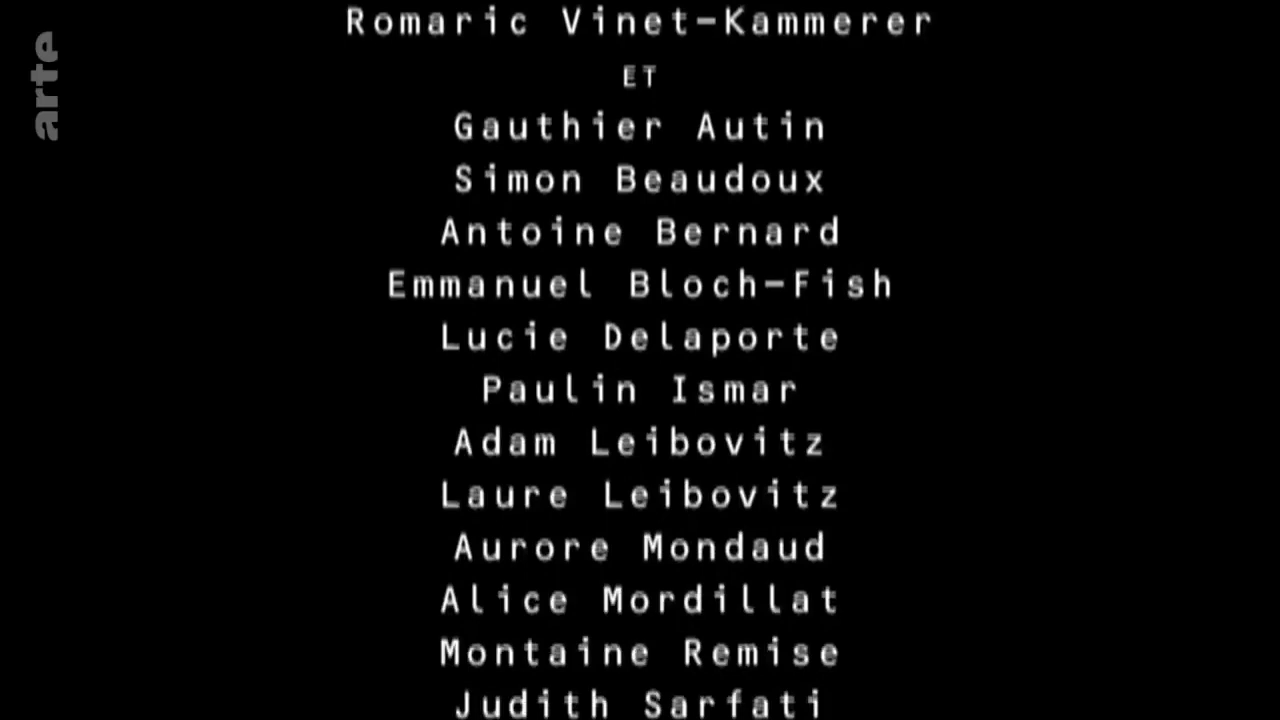 arte
Romaric Vinet-Kammerer
ET
Gauthier Autin
Simon Beaudoux
Antoine Bernard
Emmanuel Bloch-Fish
Lucie Delaporte
Paulin Ismar
Adam Leibovitz
Laure Leibovitz
Aurore Mondaud
Alice Mordillat
Montaine Remise
Judith Sarfati